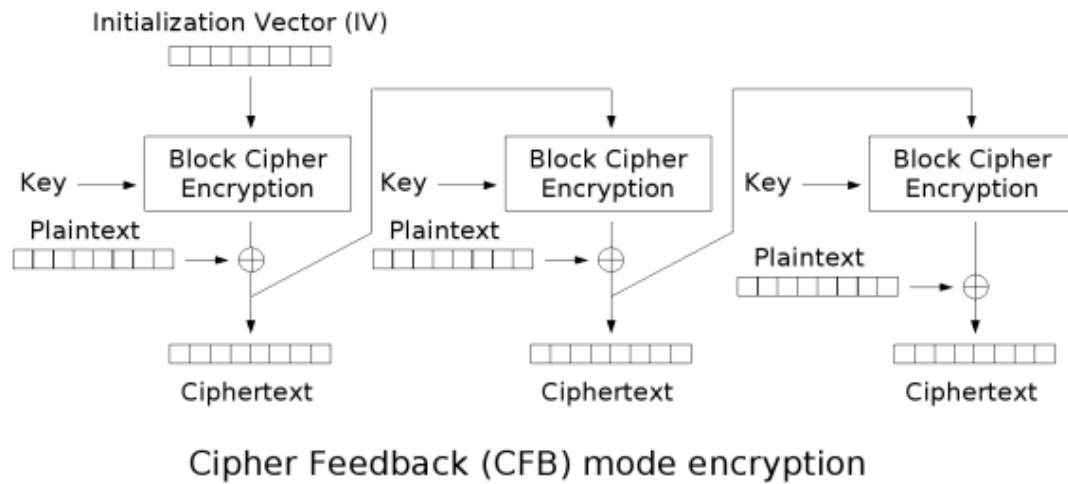 Initialization Vector (IV)
Block Cipher
Encryption
Key
Plaintext
Ciphertext
Block Cipher
Encryption
Key
Plaintext
Ciphertext
Block Cipher
Encryption
Key
Plaintext
Ciphertext
Cipher Feedback (CFB) mode encryption